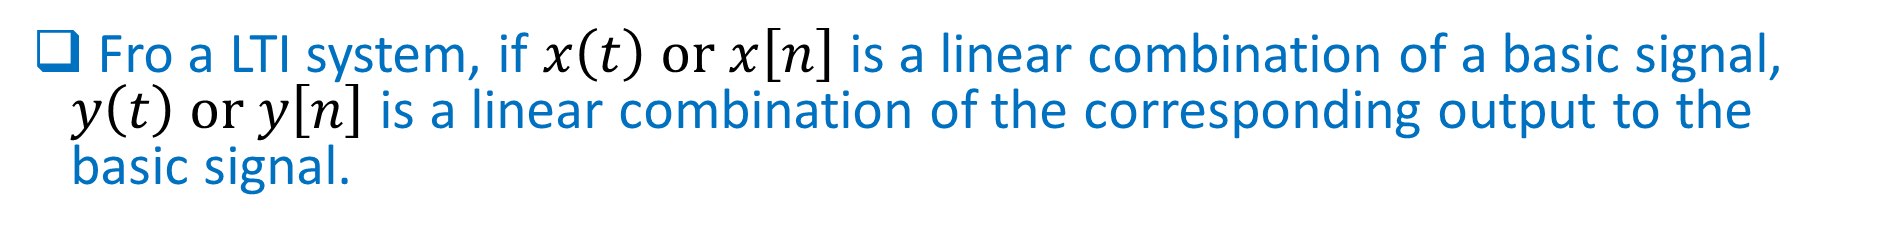 ❑ Fro a LTI system, if x(t) or x[n] is a linear combination of a basic signal,
y(t) or y[n] is a linear combination of the corresponding output to the
basic signal.